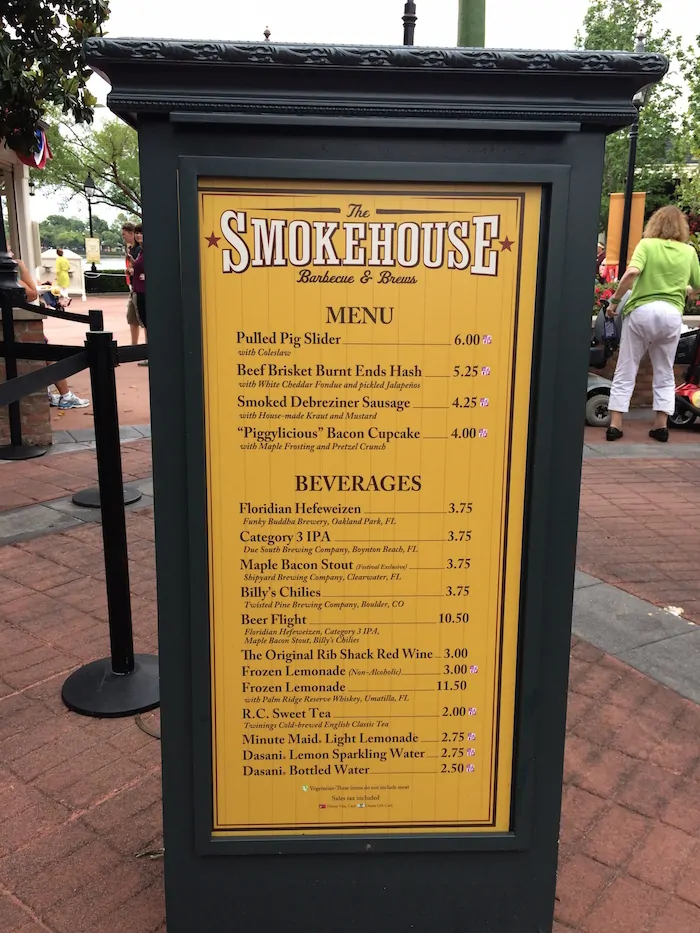 The
SMOKEHOUSE
Barbecue & Brews
MENU
Pulled Pig Slider 6.00
with Coleslaw
Beef Brisket Burnt Ends Hash 5.25
with White Cheddar Fondue and pickled Jalapeños
Smoked Debreziner Sausage 4.25
with House-made Kraut and Mustard
“Piggylicious” Bacon Cupcake 4.00
with Maple Frosting and Pretzel Crunch
BEVERAGES
Floridian Hefeweizen 3.75
Funky Buddha Brewery, Oakland Park, FL
Category 3 IPA 3.75
Due South Brewing Company, Boynton Beach, FL
Maple Bacon Stout (Festival Exclusive) 3.75
Shipyard Brewing Company, Clearwater, FL
Billy's Chilies 3.75
Twisted Pine Brewing Company, Boulder, CO
Beer Flight 10.50
Floridian Hefeweizen, Category 3 IPA,
Maple Bacon Stout, Billy's Chilies
The Original Rib Shack Red Wine 3.00
Frozen Lemonade (Non-Alcoholic) 3.00
Frozen Lemonade 11.50
with Palm Ridge Reserve Whiskey, Umatilla, FL
R.C. Sweet Tea 2.00
Twinings Cold-brewed English Classic Tea
Minute Maid® Light Lemonade 2.75
Dasani® Lemon Sparkling Water 2.75
Dasani® Bottled Water 2.50
Vegetarian-These items do not include meat
Sales tax included